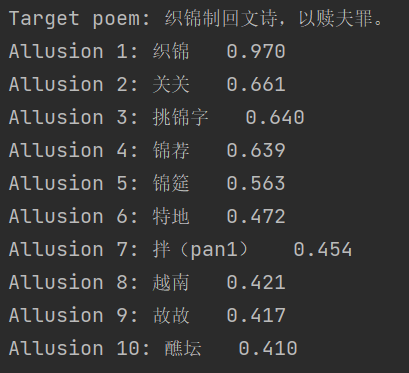 Target poem: 织锦制回文诗，以赎夫罪。
Allusion 1: 织锦 0.970
Allusion 2: 关关 0.661
Allusion 3: 挑锦字 0.640
Allusion 4: 锦荐 0.639
Allusion 5: 锦筵 0.563
Allusion 6: 特地 0.472
Allusion 7: 拌（pan1） 0.454
Allusion 8: 越南 0.421
Allusion 9: 故故 0.417
Allusion 10: 醮坛 0.410